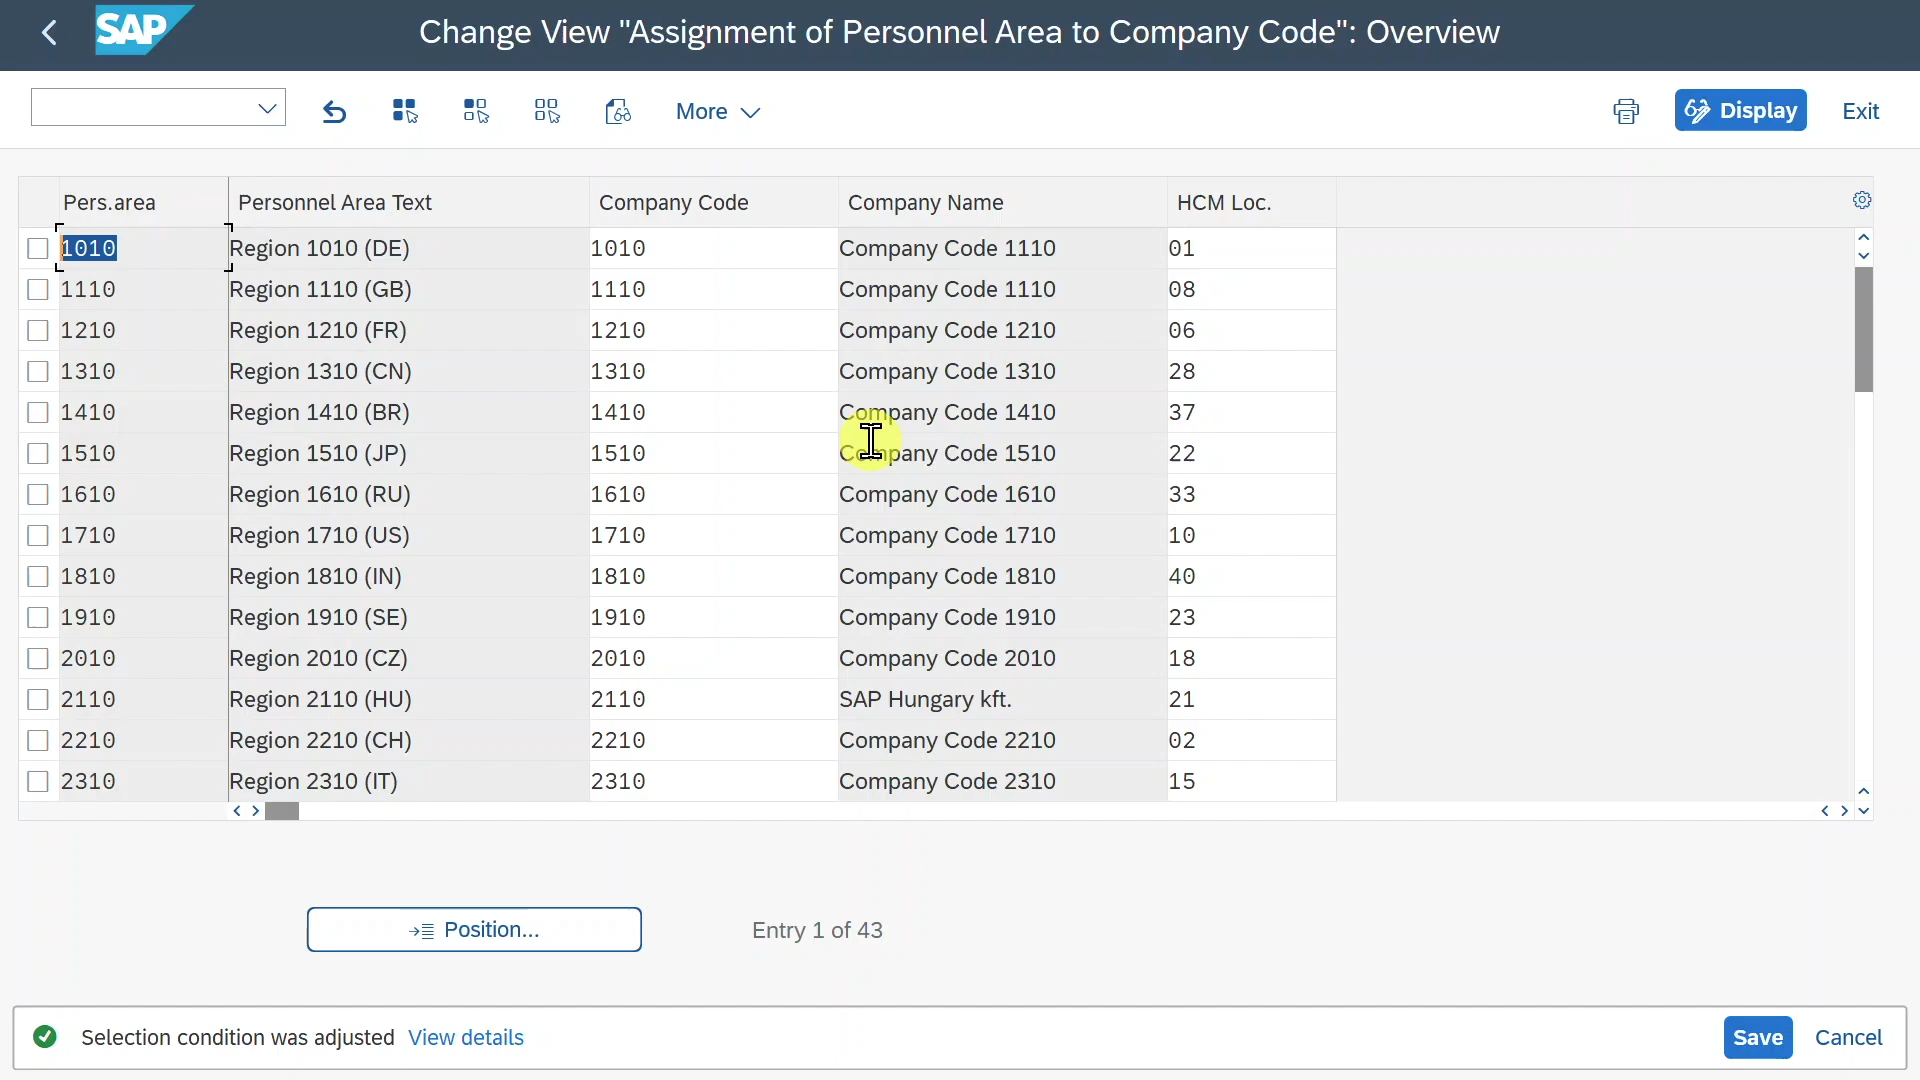 SAP
Change View "Assignment of Personnel Area to Company Code": Overview
More
Display
Exit
Pers.area Personnel Area Text Company Code Company Name HCM Loc.
1010 Region 1010 (DE) 1010 Company Code 1110 01
1110 Region 1110 (GB) 1110 Company Code 1110 08
1210 Region 1210 (FR) 1210 Company Code 1210 06
1310 Region 1310 (CN) 1310 Company Code 1310 28
1410 Region 1410 (BR) 1410 Company Code 1410 37
1510 Region 1510 (JP) 1510 Company Code 1510 22
1610 Region 1610 (RU) 1610 Company Code 1610 33
1710 Region 1710 (US) 1710 Company Code 1710 10
1810 Region 1810 (IN) 1810 Company Code 1810 40
1910 Region 1910 (SE) 1910 Company Code 1910 23
2010 Region 2010 (CZ) 2010 Company Code 2010 18
2110 Region 2110 (HU) 2110 SAP Hungary kft. 21
2210 Region 2210 (CH) 2210 Company Code 2210 02
2310 Region 2310 (IT) 2310 Company Code 2310 15
Position... Entry 1 of 43
Selection condition was adjusted View details
Save Cancel